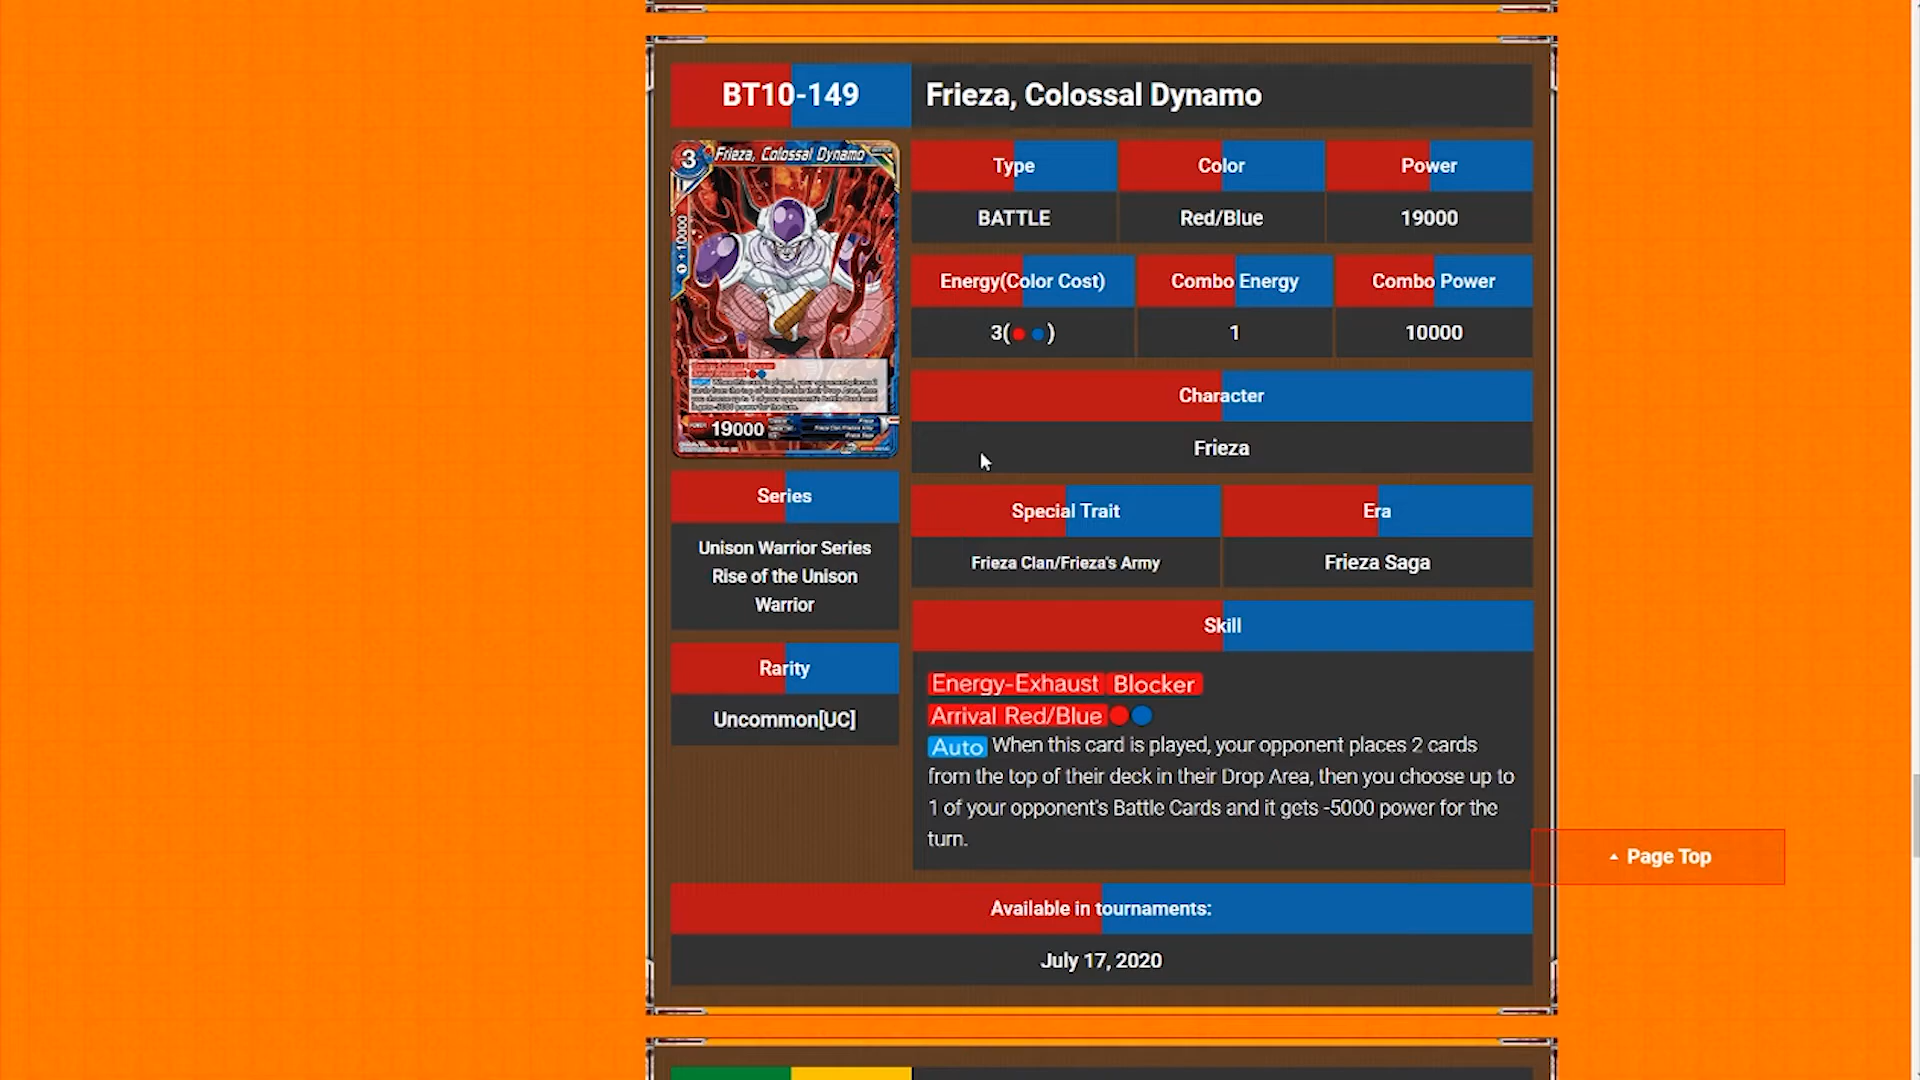 BT10-149
Frieza, Colossal Dynamo
3
Frieza, Colossal Dynamo
+10000
19000
Type
Color
Power
BATTLE
Red/Blue
19000
Energy(Color Cost)
Combo Energy
Combo Power
3( )
1
10000
Character
Frieza
Series
Unison Warrior Series
Rise of the Unison
Warrior
Special Trait
Era
Frieza Clan/Frieza's Army
Frieza Saga
Rarity
Uncommon[UC]
Skill
Energy-Exhaust Blocker
Arrival Red/Blue
Auto When this card is played, your opponent places 2 cards
from the top of their deck in their Drop Area, then you choose up to
1 of your opponent's Battle Cards and it gets -5000 power for the
turn.
Page Top
Available in tournaments:
July 17, 2020